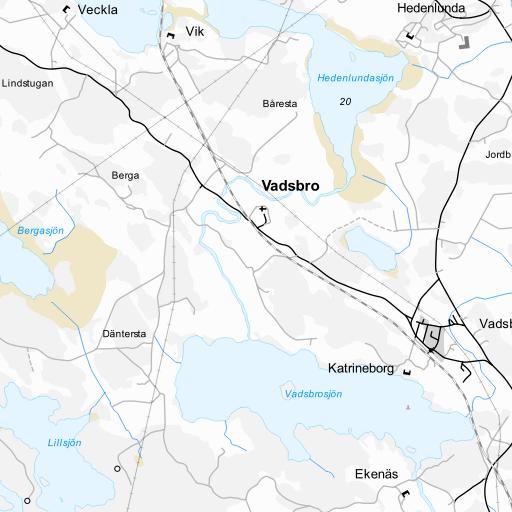 Veckla
Hedenlunda
Vik
Lindstugan
Hedenlundasjön
Båresta
20
Jordb
Berga
Vadsbro
Bergasjön
Däntersta
Vadsb
Katrineborg
Vadsbrosjön
Lillsjön
Ekenäs